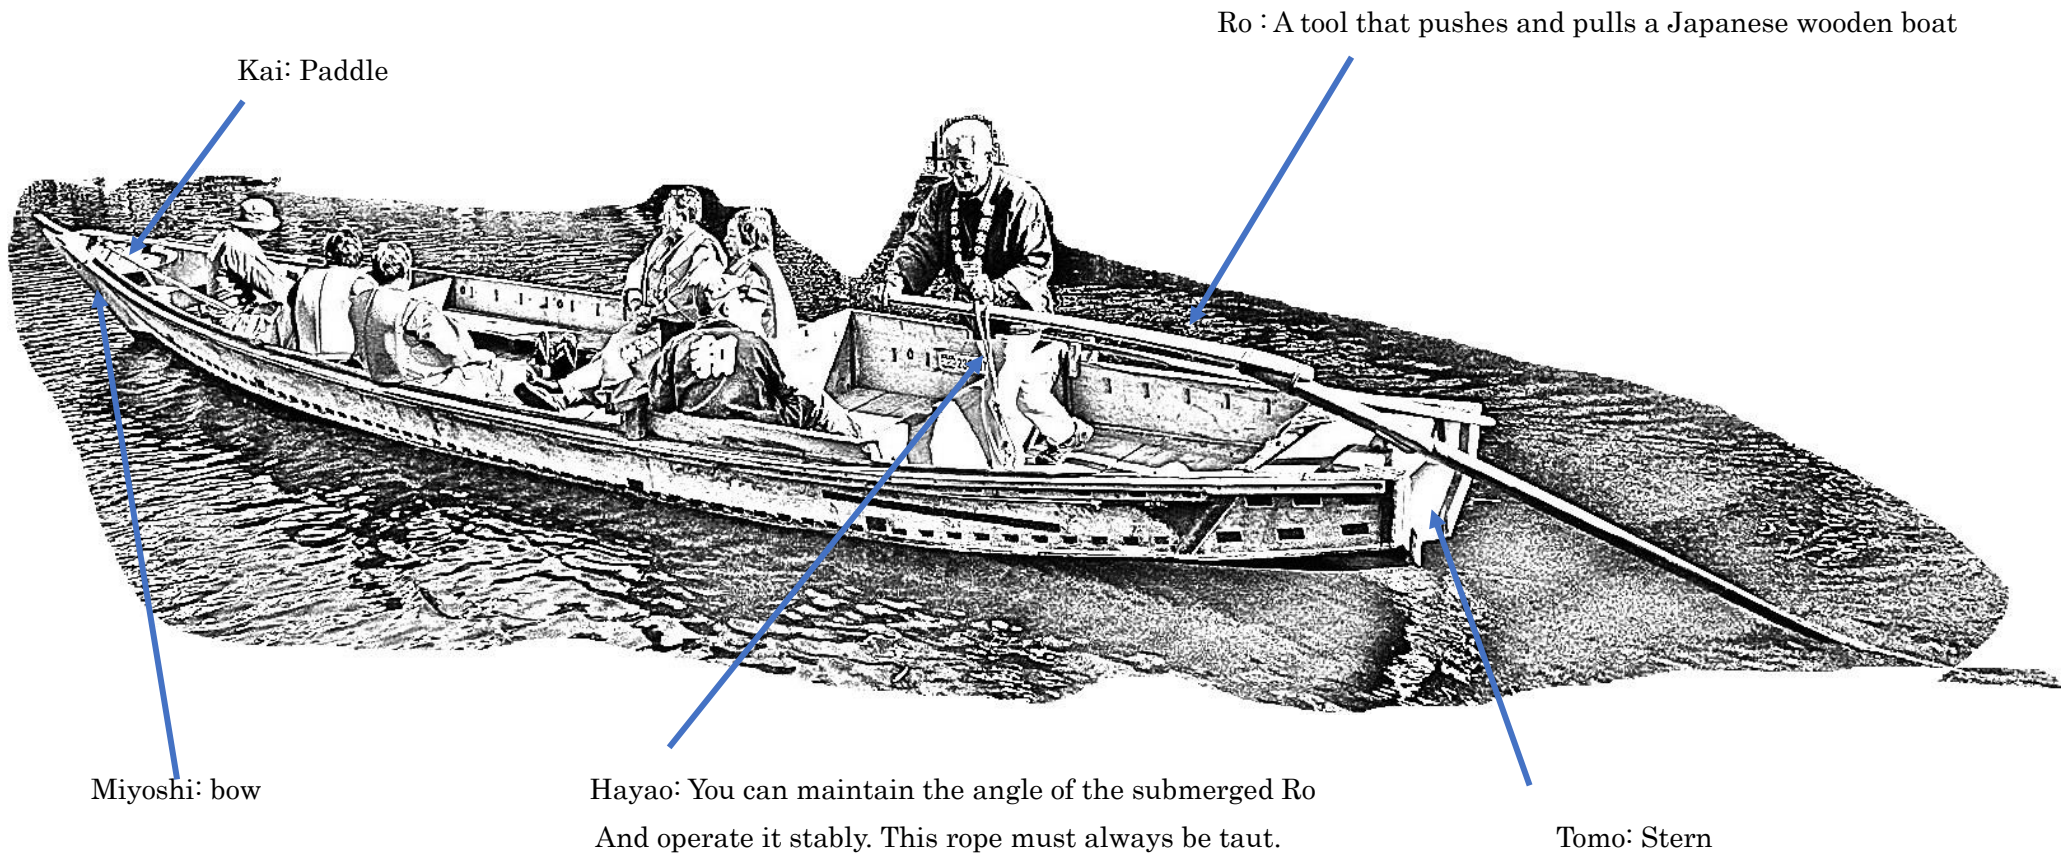 Ro : A tool that pushes and pulls a Japanese wooden boat
Kai: Paddle
和
Miyoshi: bow
Hayao: You can maintain the angle of the submerged Ro
And operate it stably. This rope must always be taut.
Tomo: Stern